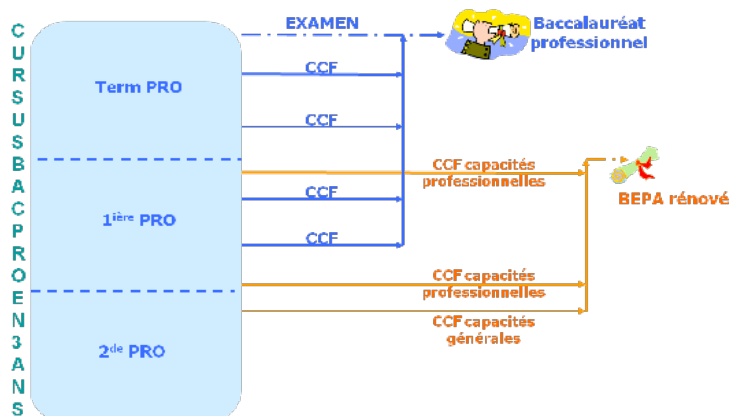 CURSUS BAC PRO EN 3 ANS
EXAMEN
Baccalauréat
professionnel
Term PRO
CCF
CCF
CCF capacités
professionnelles
BEPA rénové
1ière PRO
CCF
CCF
CCF capacités
professionnelles
CCF capacités
générales
2de PRO